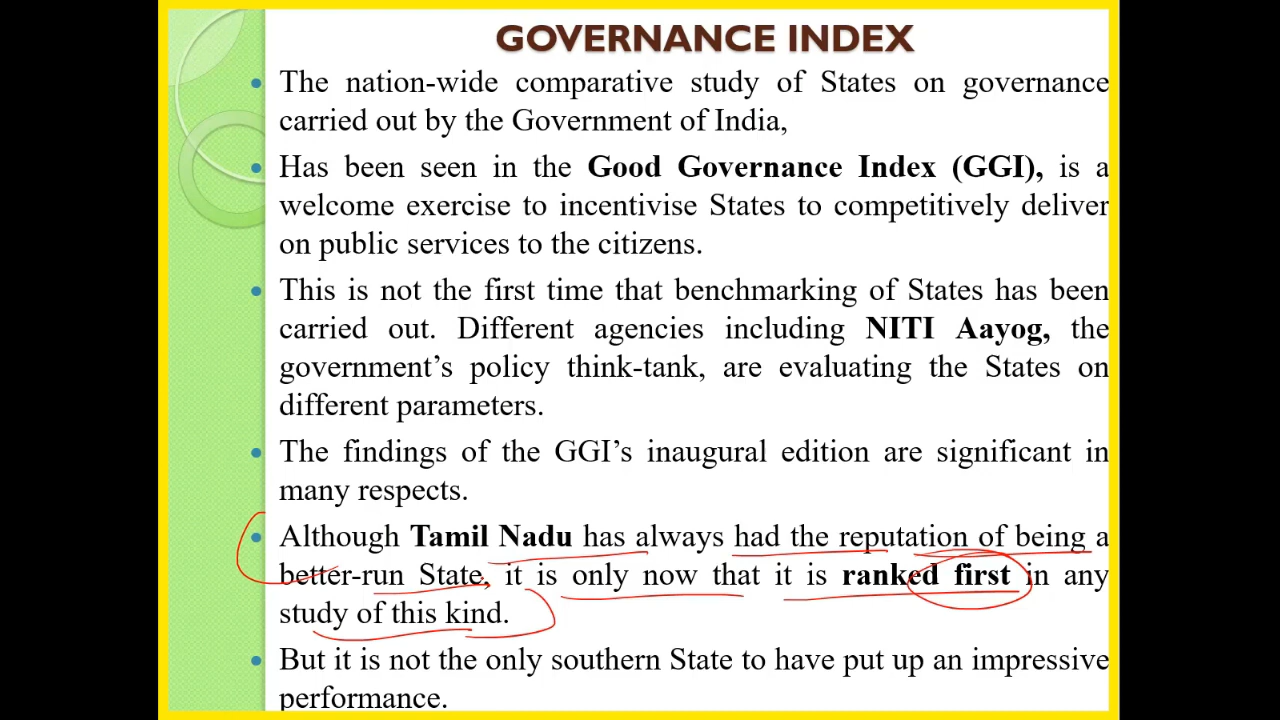 GOVERNANCE INDEX
The nation-wide comparative study of States on governance
carried out by the Government of India,
Has been seen in the Good Governance Index (GGI), is a
welcome exercise to incentivise States to competitively deliver
on public services to the citizens.
This is not the first time that benchmarking of States has been
carried out. Different agencies including NITI Aayog, the
government’s policy think-tank, are evaluating the States on
different parameters.
The findings of the GGI’s inaugural edition are significant in
many respects.
Although Tamil Nadu has always had the reputation of being a
better-run State, it is only now that it is ranked first in any
study of this kind.
But it is not the only southern State to have put up an impressive
performance.